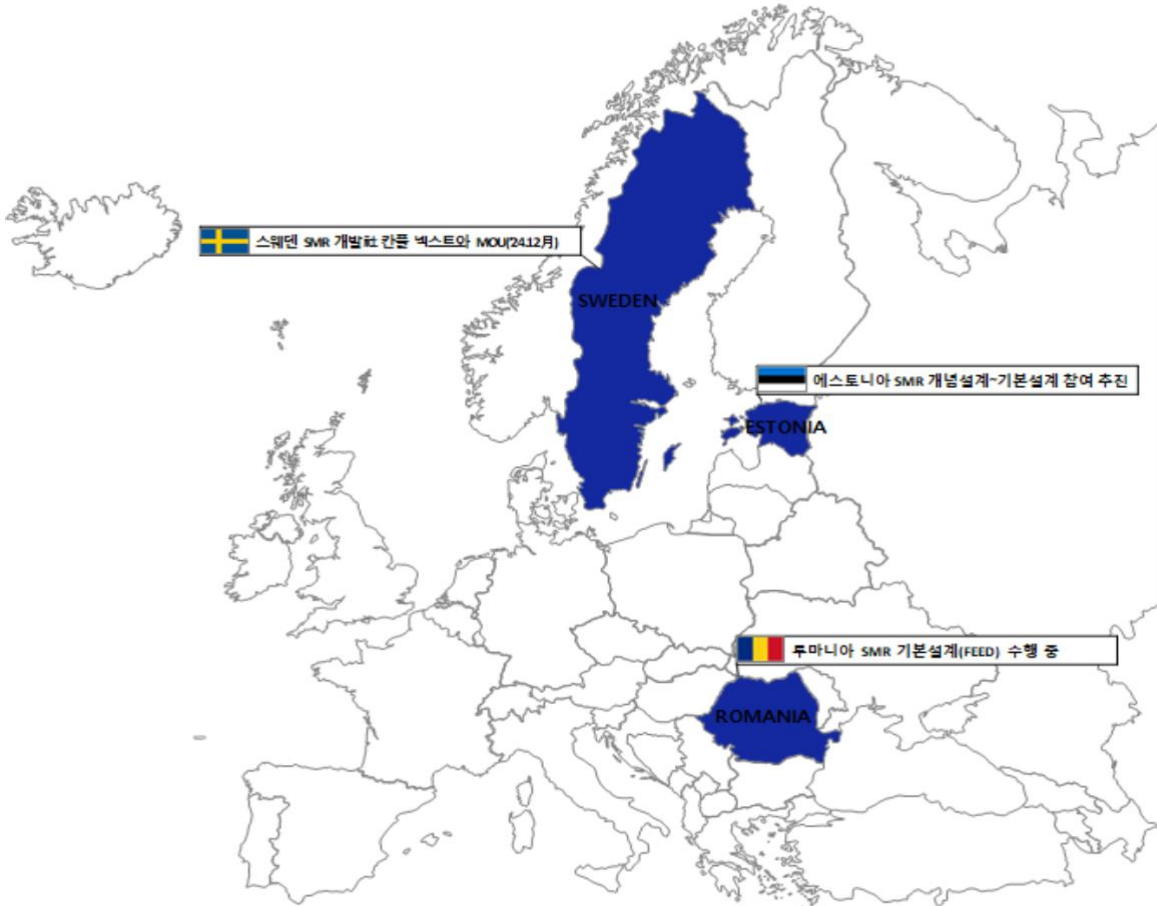 스웨덴 SMR 개발社 칸풀 넥스트와 MOU('24.12月)
SWEDEN
에스토니아 SMR 개념설계~기본설계 참여 추진
ESTONIA
루마니아 SMR 기본설계(FEED) 수행 중
ROMANIA